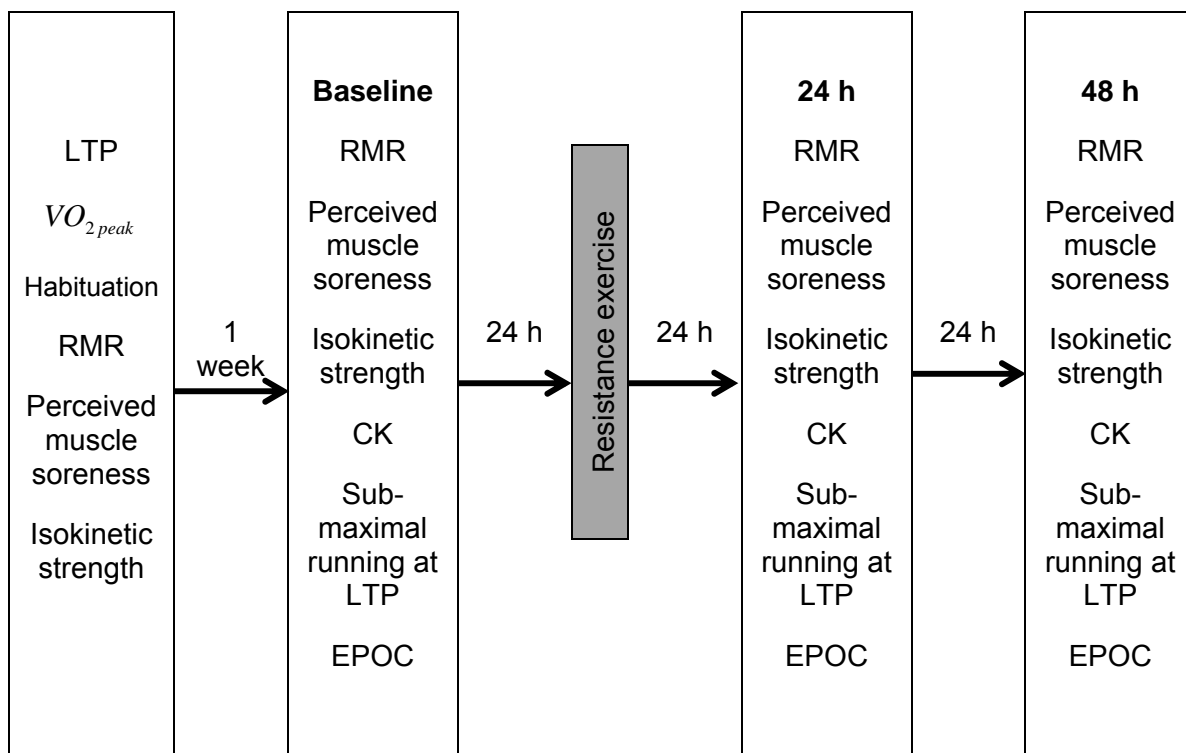 LTP
VO2 peak
Habituation
RMR
Perceived
muscle
soreness
Isokinetic
strength
1
week
Baseline
RMR
Perceived
muscle
soreness
Isokinetic
strength
CK
Sub-
maximal
running at
LTP
EPOC
24 h
Resistance exercise
24 h
24 h
RMR
Perceived
muscle
soreness
Isokinetic
strength
CK
Sub-
maximal
running at
LTP
EPOC
24 h
48 h
RMR
Perceived
muscle
soreness
Isokinetic
strength
CK
Sub-
maximal
running at
LTP
EPOC